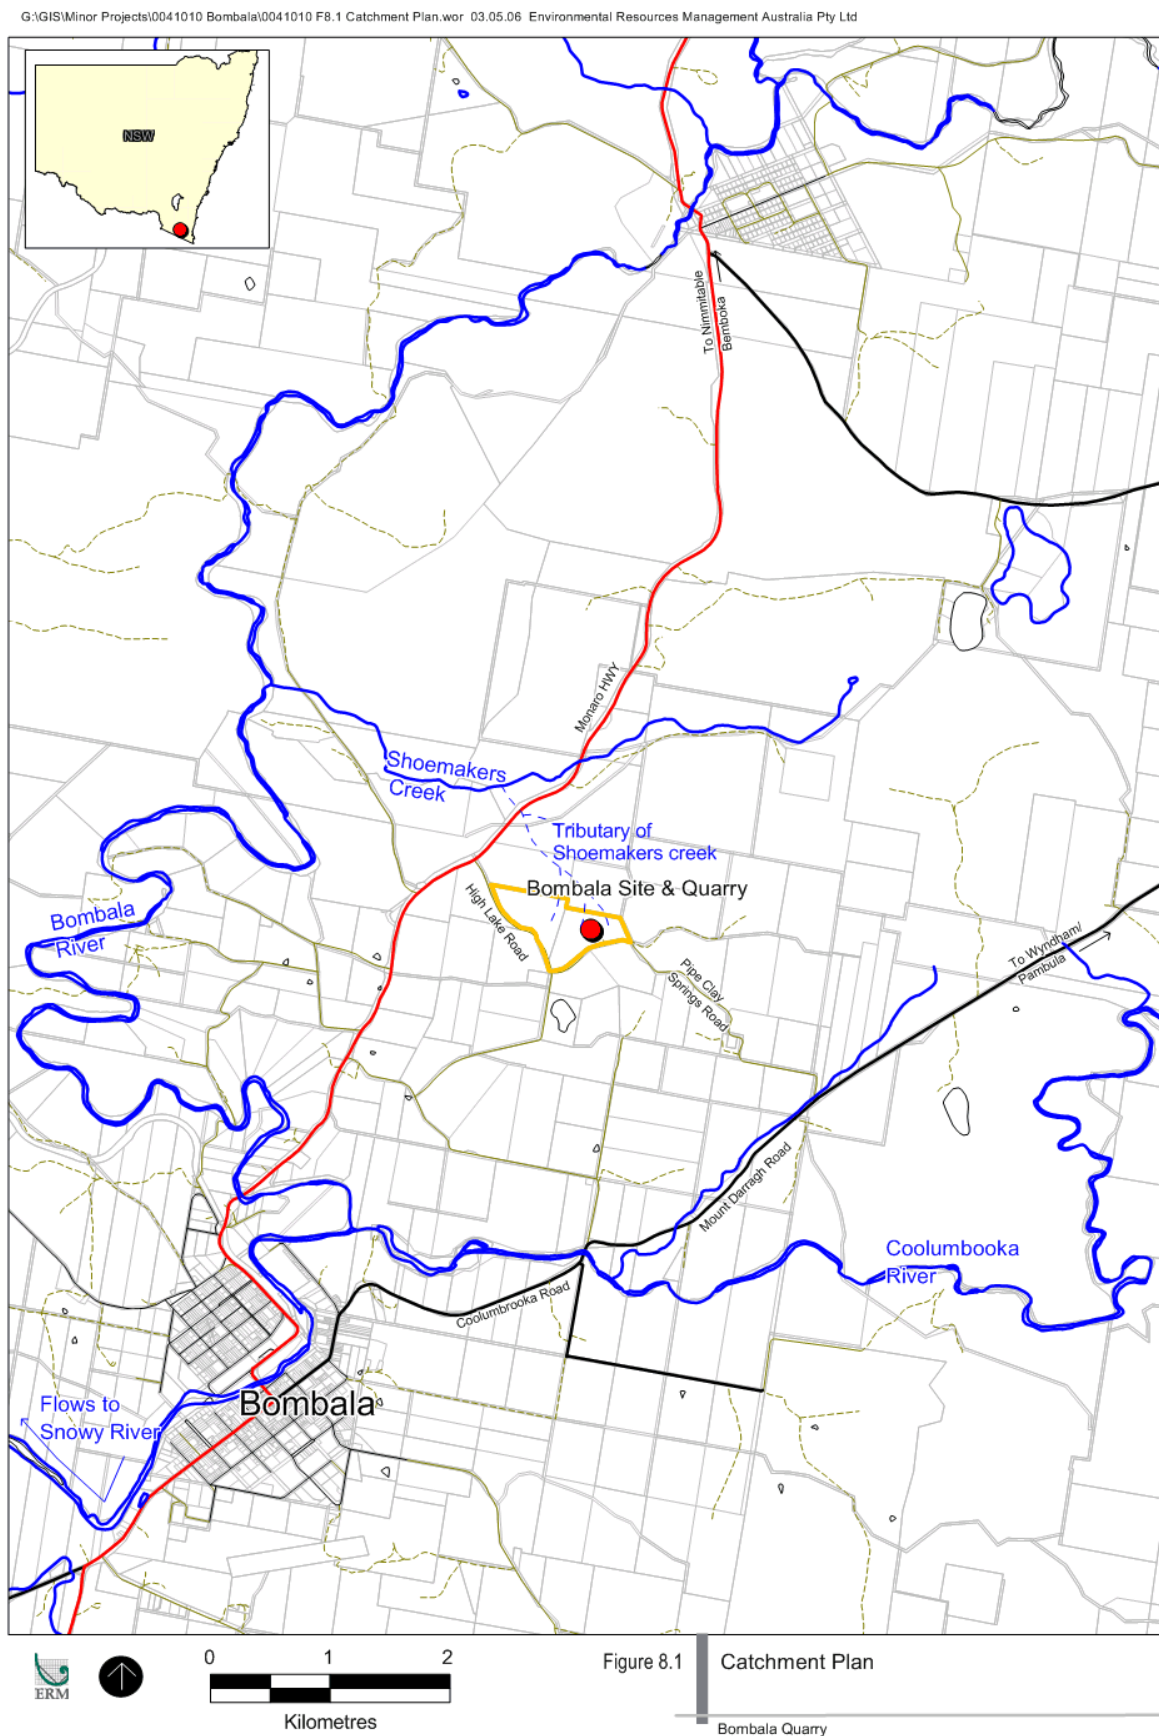 G:\GIS\Minor Projects\0041010 Bombala\0041010 F8.1 Catchment Plan.wor 03.05.06 Environmental Resources Management Australia Pty Ltd
NSW
To Nimmitable
Bemboka
Monaro HWY
Shoemakers
Creek
Tributary of
Shoemakers creek
Bombala Site & Quarry
High Lake Road
Bombala
River
To Wyndham/
Pambula
Pipe Clay
Springs Road
Mount Darragh Road
Coolumbooka
River
Coolumbrooka Road
Bombala
Flows to
Snowy River
ERM
0 1 2
Kilometres
Figure 8.1
Catchment Plan
Bombala Quarry